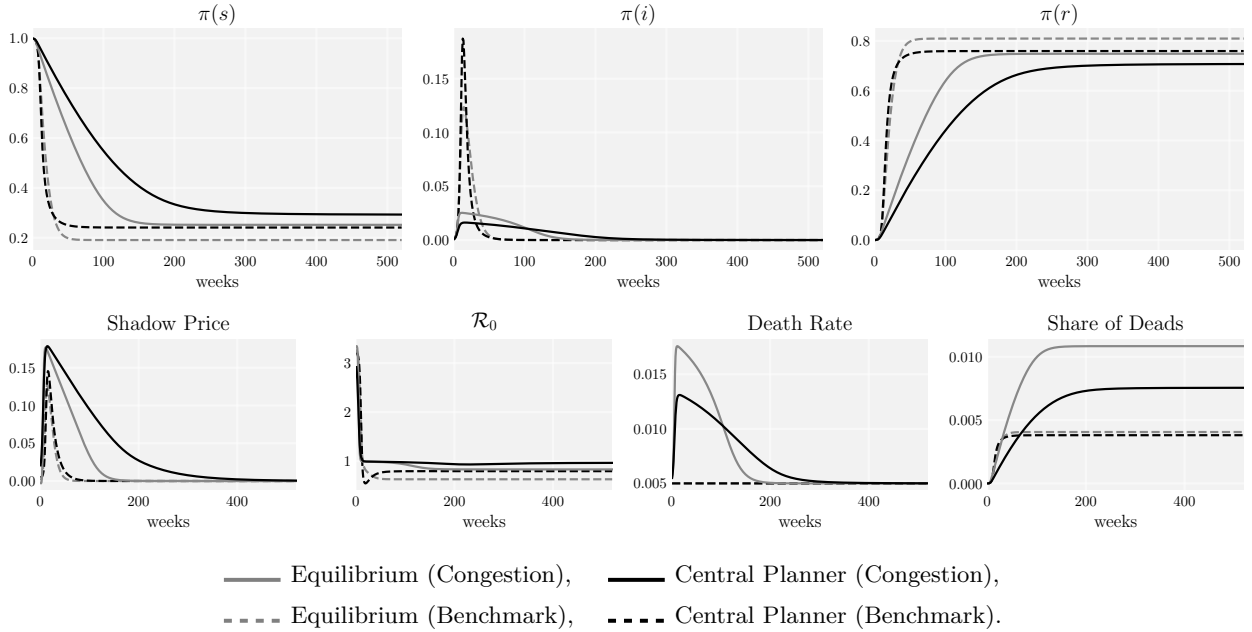 π(s) π(i) π(r)
1.0
0.8
0.6
0.4
0.2
0 100 200 300 400 500
weeks
0.15
0.10
0.05
0.00
0 100 200 300 400 500
weeks
0.8
0.6
0.4
0.2
0.0
0 100 200 300 400 500
weeks
Shadow Price
0.15
0.10
0.05
0.00
0 200 400
weeks
ℛ₀
3
2
1
0 200 400
weeks
Death Rate
0.015
0.010
0.005
0 200 400
weeks
Share of Deads
0.010
0.005
0.000
0 200 400
weeks
Equilibrium (Congestion), Central Planner (Congestion),
Equilibrium (Benchmark), Central Planner (Benchmark).